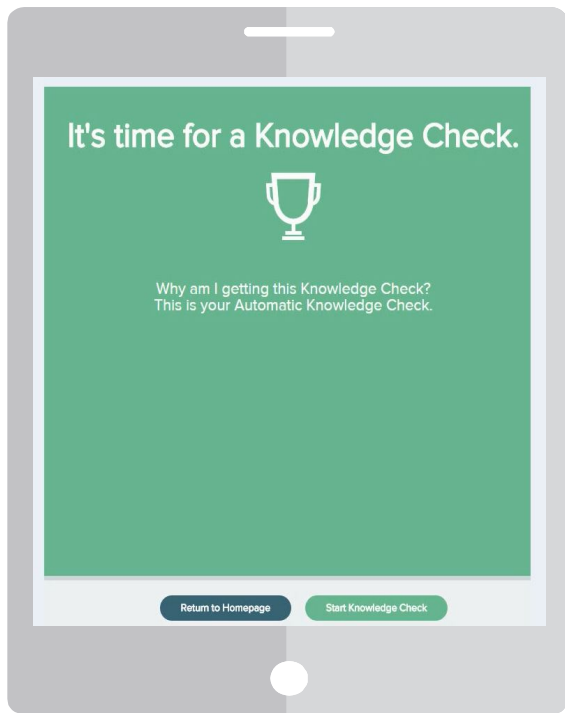 It's time for a Knowledge Check.
Why am I getting this Knowledge Check?
This is your Automatic Knowledge Check.
Return to Homepage
Start Knowledge Check